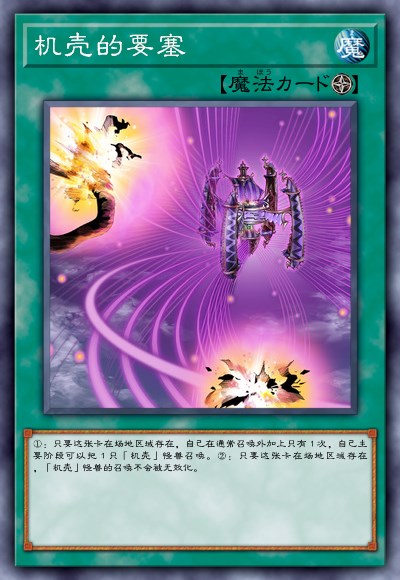 机壳的要塞
魔
【魔法カード】
まほう
①：只要这张卡在场地区域存在，自己在通常召唤外加上只有1次，自己主
要阶段可以把1只「机壳」怪兽召唤。②：只要这张卡在场地区域存在
，「机壳」怪兽的召唤不会被无效化。